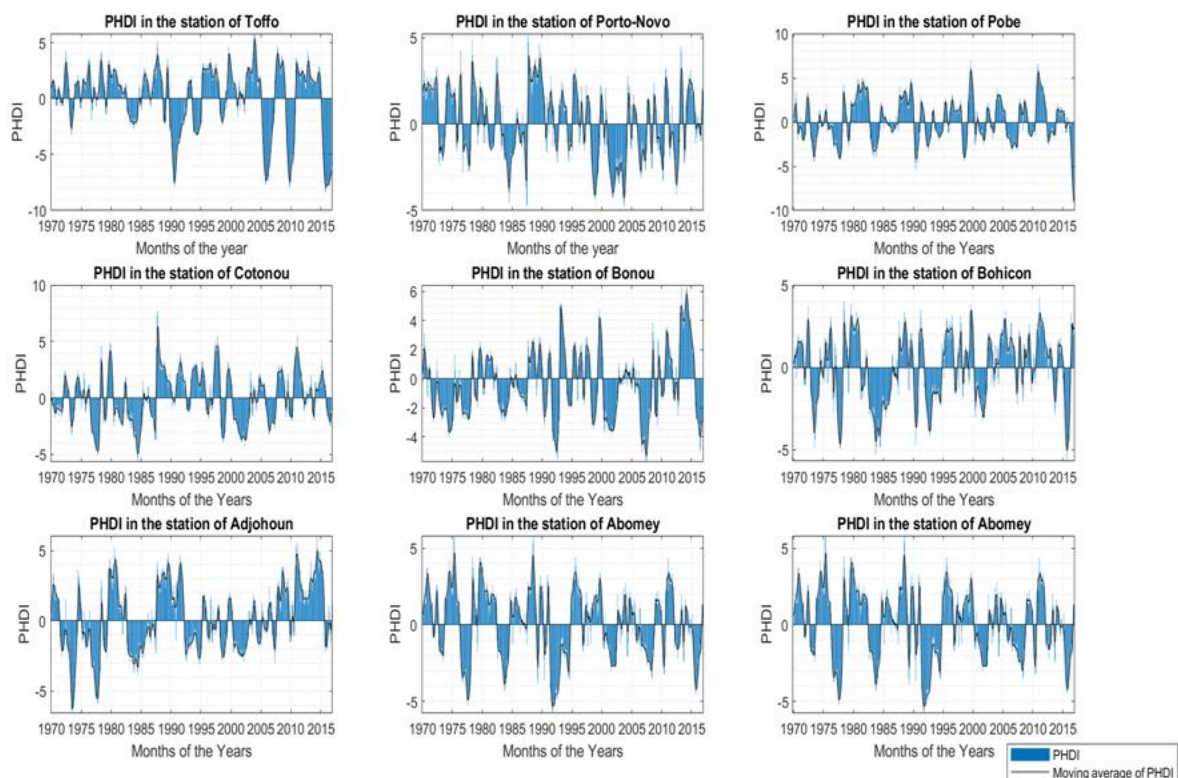 PHDI in the station of Toffo
PHDI in the station of Porto-Novo
PHDI in the station of Pobe
5
0
-5
-10
PHDI
1970 1975 1980 1985 1990 1995 2000 2005 2010 2015
Months of the year
5
0
-5
PHDI
1970 1975 1980 1985 1990 1995 2000 2005 2010 2015
Months of the year
10
5
0
-5
-10
PHDI
1970 1975 1980 1985 1990 1995 2000 2005 2010 2015
Months of the Years
PHDI in the station of Cotonou
PHDI in the station of Bonou
PHDI in the station of Bohicon
10
5
0
-5
PHDI
1970 1975 1980 1985 1990 1995 2000 2005 2010 2015
Months of the Years
6
4
2
0
-2
-4
PHDI
1970 1975 1980 1985 1990 1995 2000 2005 2010 2015
Months of the Years
5
0
-5
PHDI
1970 1975 1980 1985 1990 1995 2000 2005 2010 2015
Months of the Years
PHDI in the station of Adjohoun
PHDI in the station of Abomey
PHDI in the station of Abomey
5
0
-5
PHDI
1970 1975 1980 1985 1990 1995 2000 2005 2010 2015
Months of the Years
5
0
-5
PHDI
1970 1975 1980 1985 1990 1995 2000 2005 2010 2015
Months of the Years
5
0
-5
PHDI
1970 1975 1980 1985 1990 1995 2000 2005 2010 2015
Months of the Years
PHDI
Moving average of PHDI